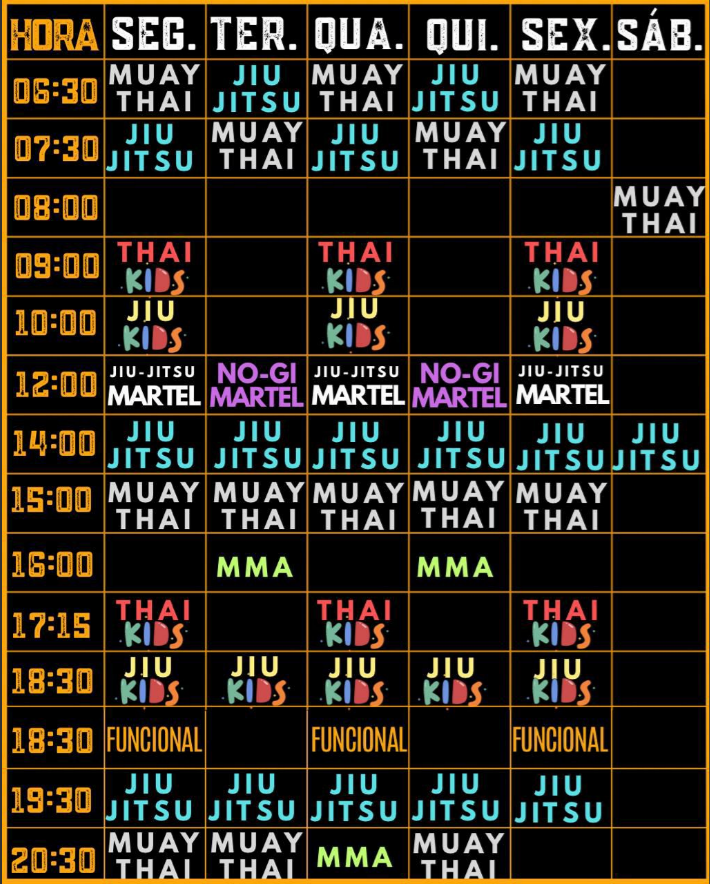 HORA SEG. TER. QUA. QUI. SEX. SÁB.
06:30 MUAY THAI JIU JITSU MUAY THAI JIU JITSU MUAY THAI
07:30 JIU JITSU MUAY THAI JIU JITSU MUAY THAI JIU JITSU
08:00 MUAY THAI
09:00 THAI KIDS THAI KIDS THAI KIDS
10:00 JIU KIDS JIU KIDS JIU KIDS
12:00 JIU-JITSU MARTEL NO-GI MARTEL JIU-JITSU MARTEL NO-GI MARTEL JIU-JITSU MARTEL
14:00 JIU JITSU JIU JITSU JIU JITSU JIU JITSU JIU JITSU JIU JITSU
15:00 MUAY THAI MUAY THAI MUAY THAI MUAY THAI MUAY THAI
16:00 MMA MMA
17:15 THAI KIDS THAI KIDS THAI KIDS
18:30 JIU KIDS JIU KIDS JIU KIDS JIU KIDS JIU KIDS
18:30 FUNCIONAL FUNCIONAL FUNCIONAL
19:30 JIU JITSU JIU JITSU JIU JITSU JIU JITSU JIU JITSU
20:30 MUAY THAI MUAY THAI MMA MUAY THAI